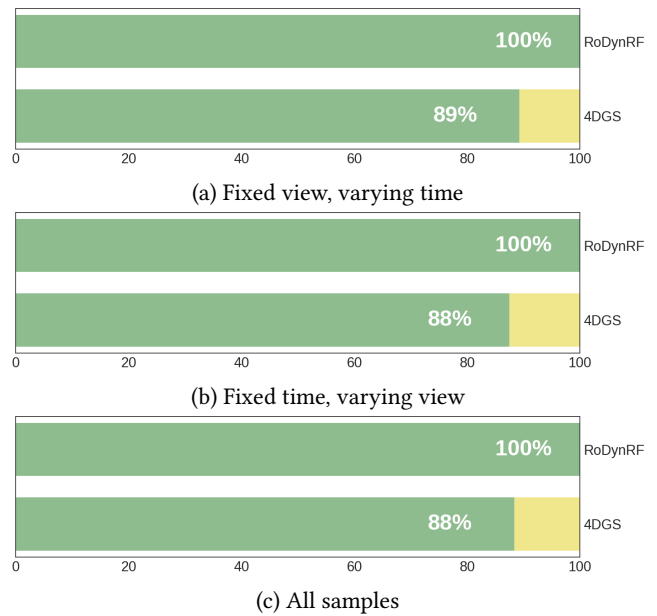 100% RoDynRF
89% 4DGS
0 20 40 60 80 100
(a) Fixed view, varying time
100% RoDynRF
88% 4DGS
0 20 40 60 80 100
(b) Fixed time, varying view
100% RoDynRF
88% 4DGS
0 20 40 60 80 100
(c) All samples